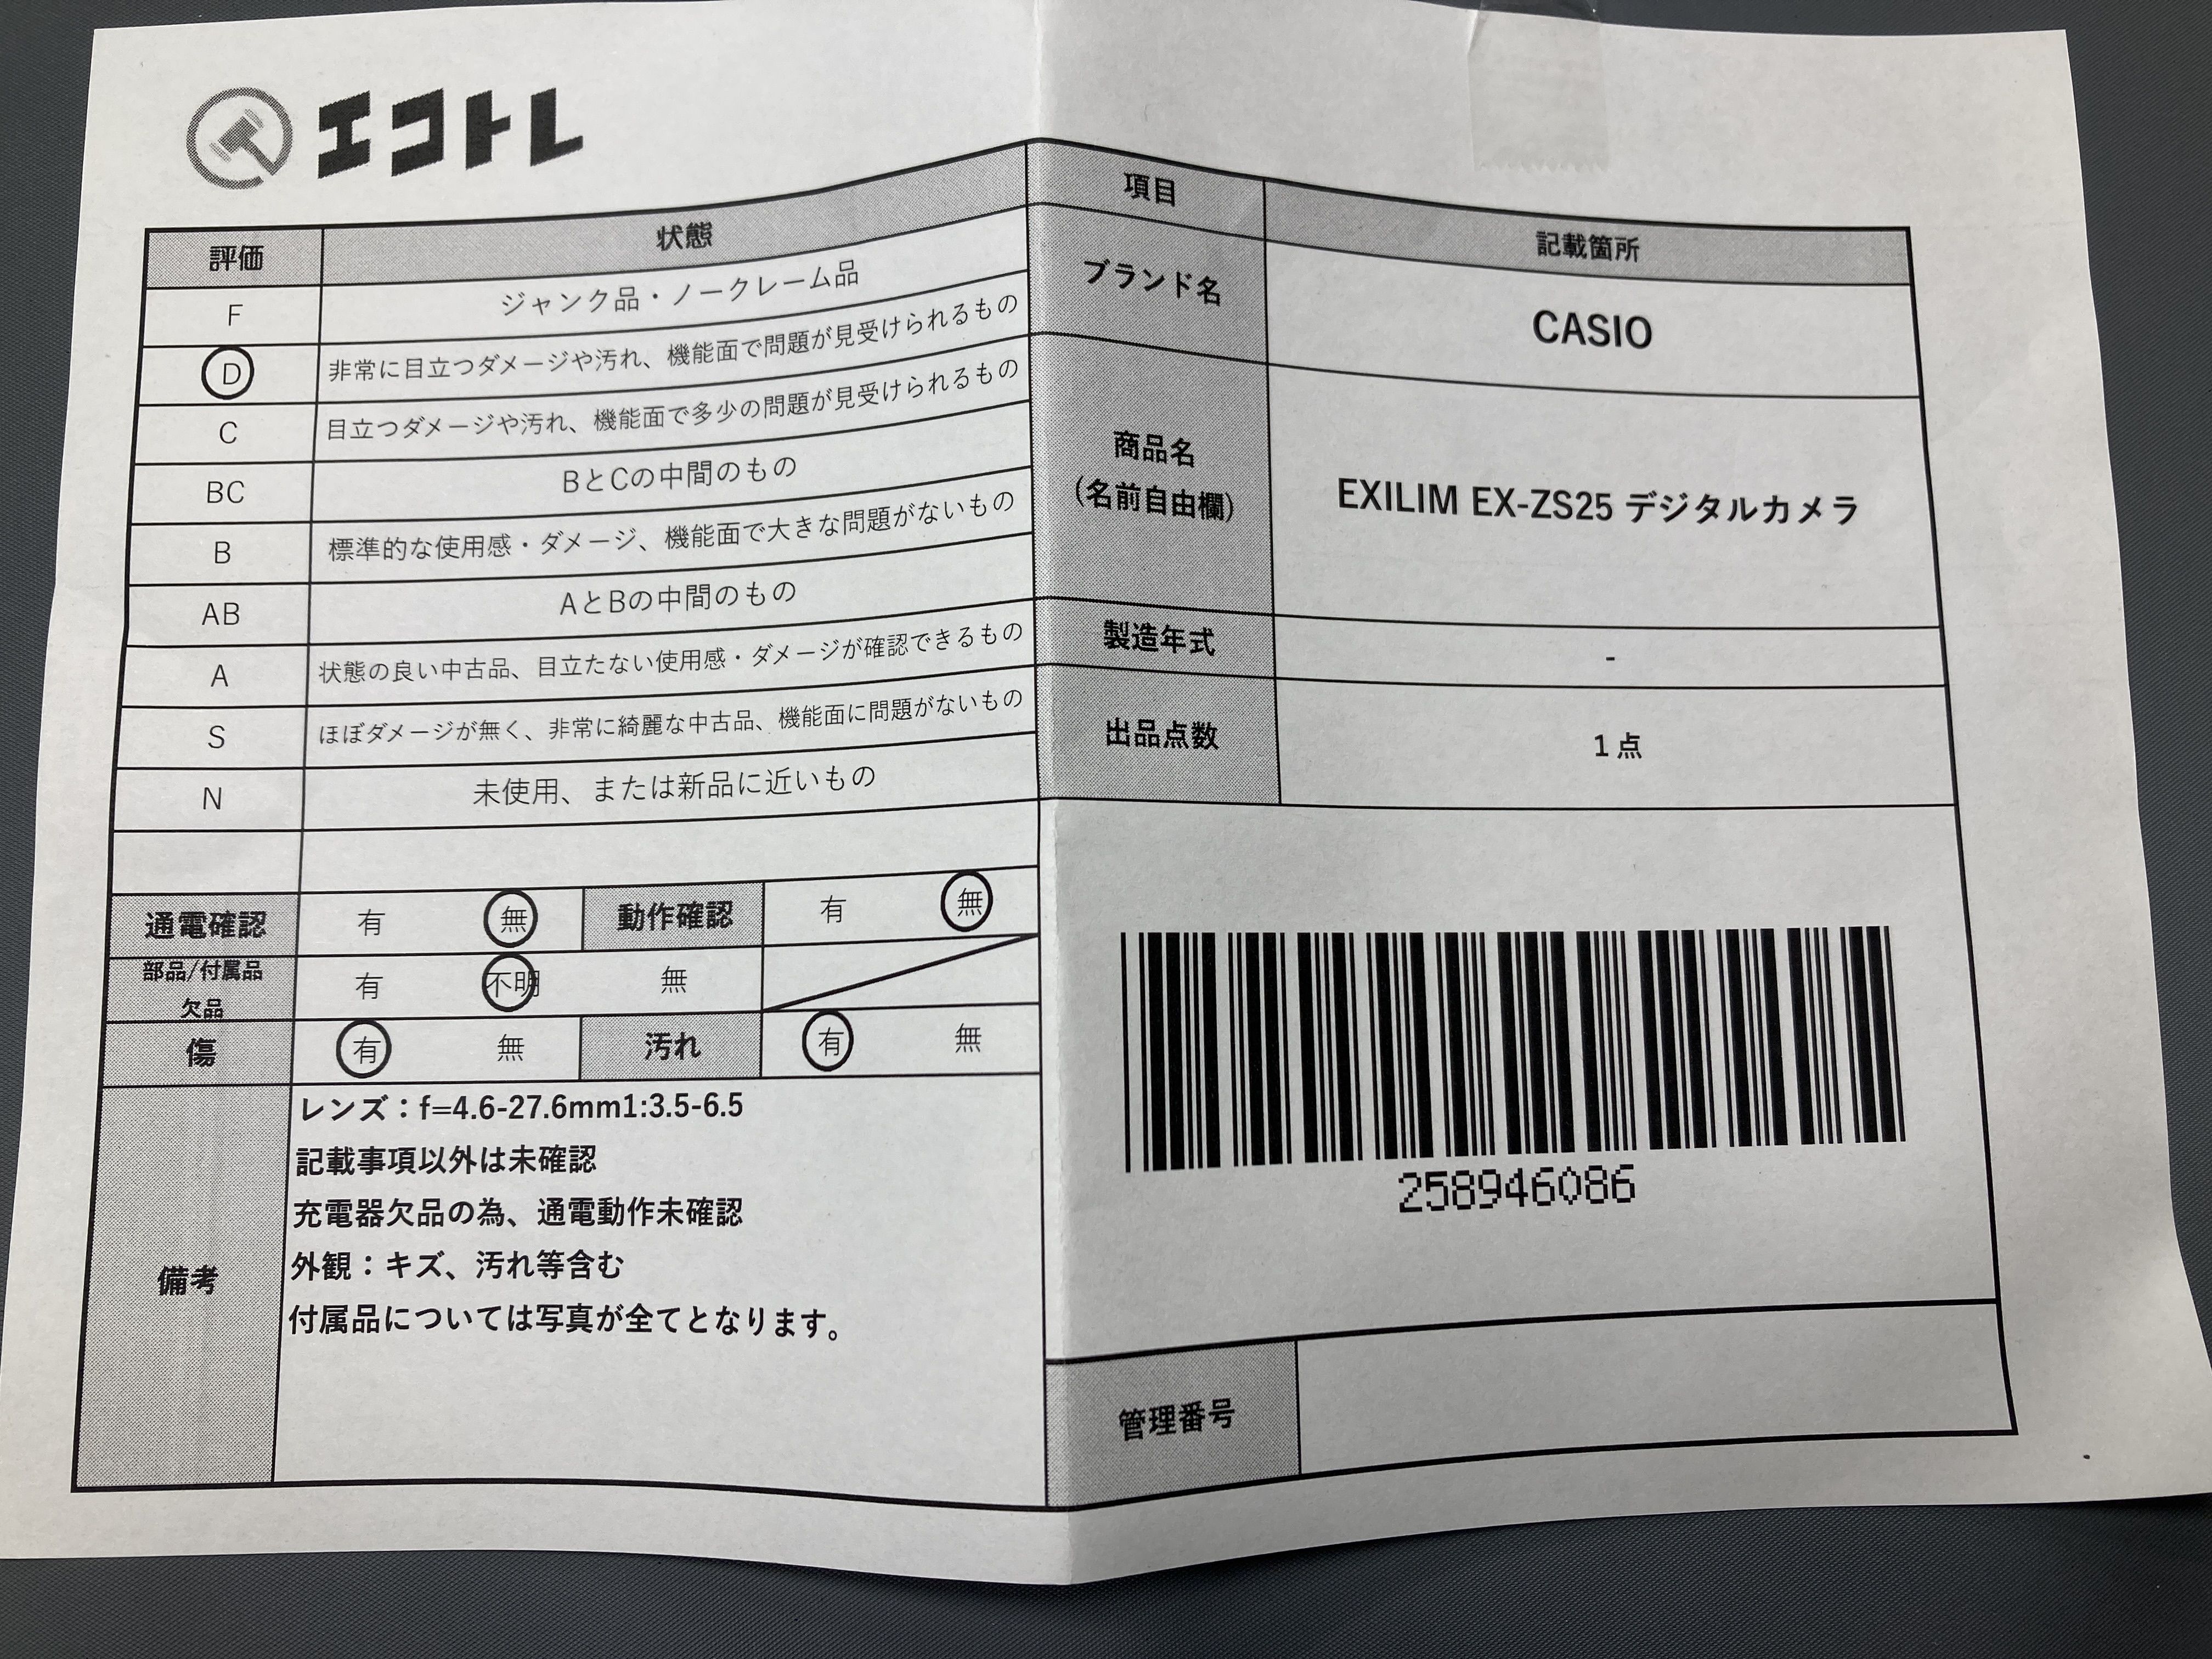 エコトレ
評価 状態
F ジャンク品・ノークレーム品
D 非常に目立つダメージや汚れ、機能面で問題が見受けられるもの
C 目立つダメージや汚れ、機能面で多少の問題が見受けられるもの
BC BとCの中間のもの
B 標準的な使用感・ダメージ、機能面で大きな問題がないもの
AB AとBの中間のもの
A 状態の良い中古品、目立たない使用感・ダメージが確認できるもの
S ほぼダメージが無く、非常に綺麗な中古品、機能面に問題がないもの
N 未使用、または新品に近いもの
通電確認 有 無 動作確認 有 無
部品/付属品
欠品 有 不明 無
傷 有 無 汚れ 有 無
備考
レンズ：f=4.6-27.6mm1:3.5-6.5
記載事項以外は未確認
充電器欠品の為、通電動作未確認
外観：キズ、汚れ等含む
付属品については写真が全てとなります。
項目 記載箇所
ブランド名 CASIO
商品名
(名前自由欄) EXILIM EX-ZS25 デジタルカメラ
製造年式 -
出品点数 1点
258946086
管理番号